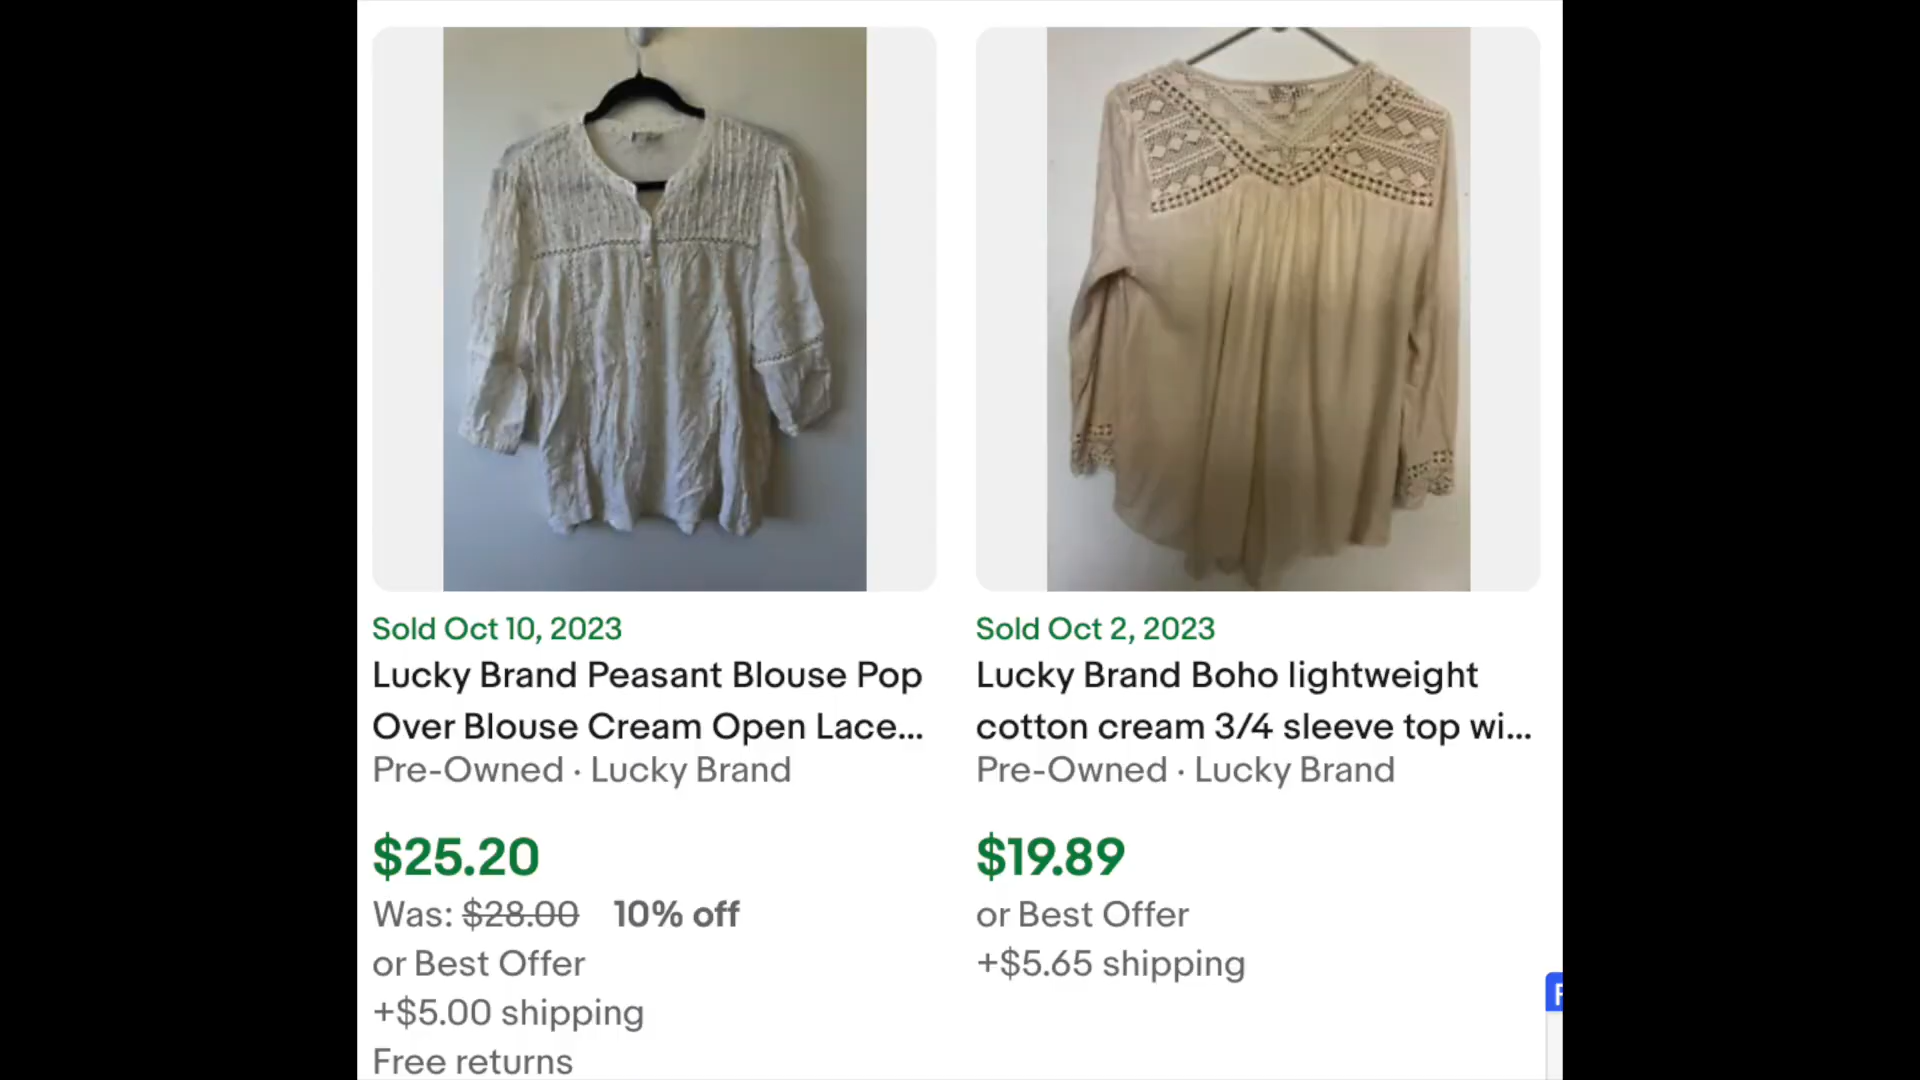 Sold Oct 10, 2023
Lucky Brand Peasant Blouse Pop
Over Blouse Cream Open Lace...
Pre-Owned · Lucky Brand
$25.20
Was: $28.00 10% off
or Best Offer
+$5.00 shipping
Free returns
Sold Oct 2, 2023
Lucky Brand Boho lightweight
cotton cream 3/4 sleeve top wi...
Pre-Owned · Lucky Brand
$19.89
or Best Offer
+$5.65 shipping